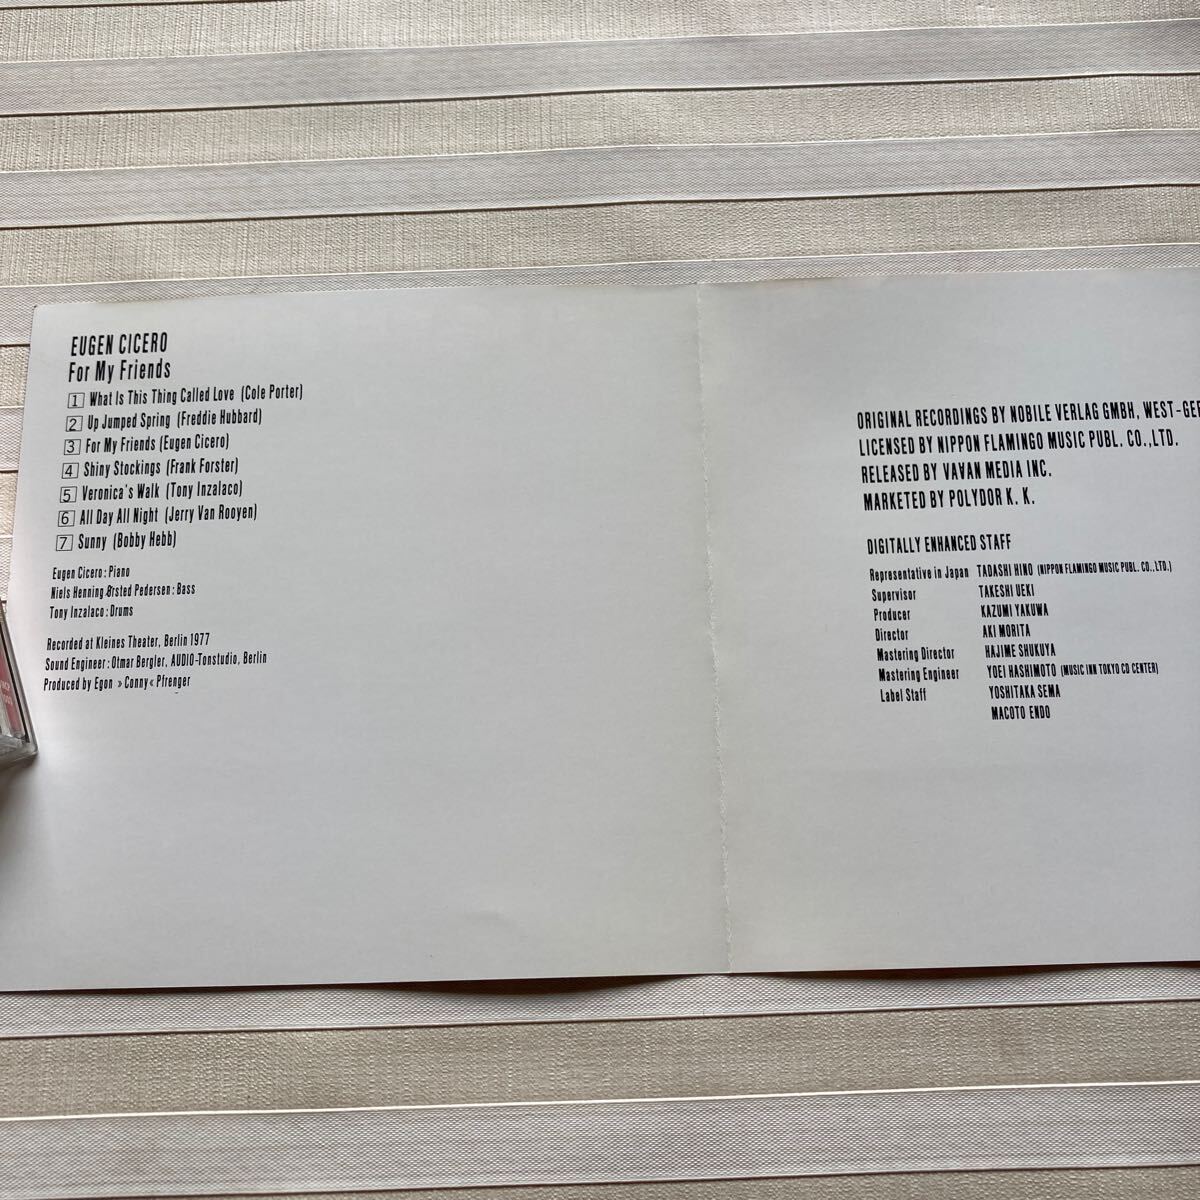 EUGEN CICERO
For My Friends
1 What Is This Thing Called Love (Cole Porter)
2 Up Jumped Spring (Freddie Hubbard)
3 For My Friends (Eugen Cicero)
4 Shiny Stockings (Frank Forster)
5 Veronica's Walk (Tony Inzalaco)
6 All Day All Night (Jerry Van Rooyen)
7 Sunny (Bobby Hebb)
Eugen Cicero : Piano
Niels Henning Ørsted Pedersen : Bass
Tony Inzalaco : Drums
Recorded at Kleines Theater, Berlin 1977
Sound Engineer : Otmar Bergler, AUDIO-Tonstudio, Berlin
Produced by Egon » Conny « Pfrenger
ORIGINAL RECORDINGS BY NOBILE VERLAG GMBH, WEST-GER
LICENSED BY NIPPON FLAMINGO MUSIC PUBL. CO.,LTD.
RELEASED BY VAVAN MEDIA INC.
MARKETED BY POLYDOR K. K.
DIGITALLY ENHANCED STAFF
Representative in Japan TADASHI HINO (NIPPON FLAMINGO MUSIC PUBL. CO.,LTD.)
Supervisor TAKESHI UEKI
Producer KAZUMI YAKUWA
Director AKI MORITA
Mastering Director HAJIME SHUKUYA
Mastering Engineer YOEI HASHIMOTO (MUSIC INN TOKYO CD CENTER)
Label Staff YOSHITAKA SEMA
MACOTO ENDO